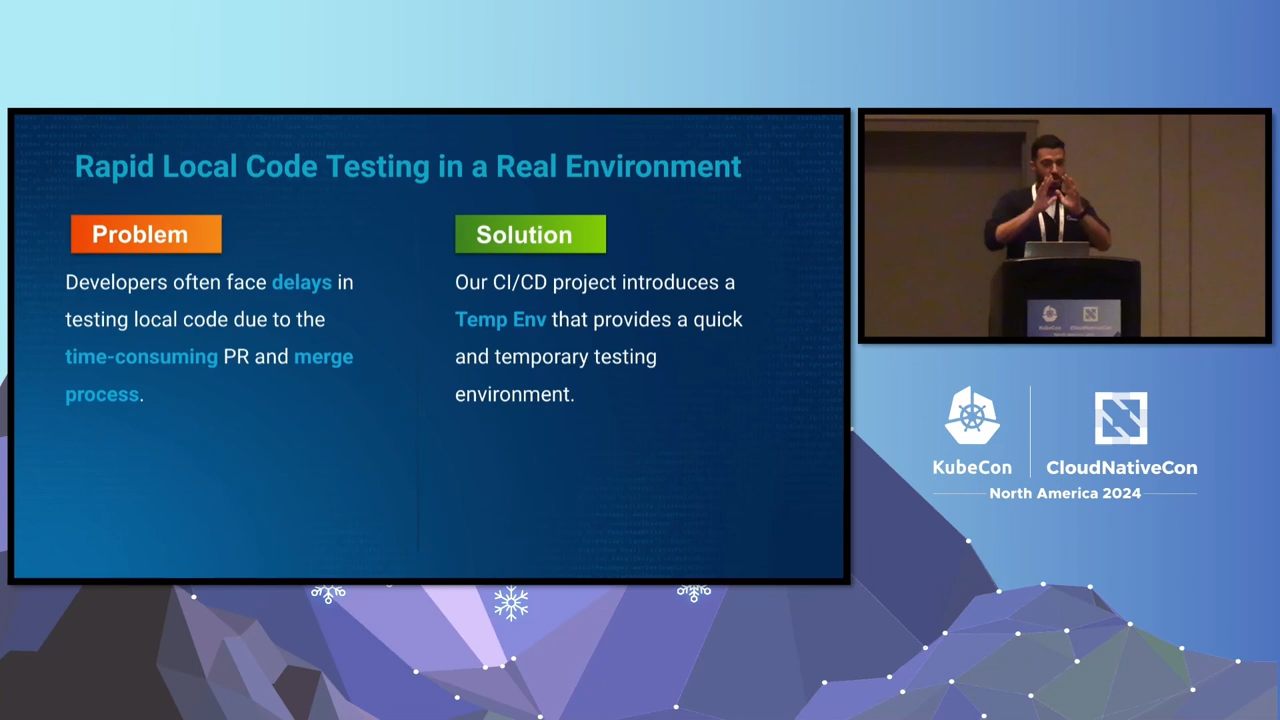 Rapid Local Code Testing in a Real Environment
Problem
Developers often face delays in
testing local code due to the
time-consuming PR and merge
process.
Solution
Our CI/CD project introduces a
Temp Env that provides a quick
and temporary testing
environment.
KubeCon
CloudNativeCon
KubeCon
CloudNativeCon
North America 2024